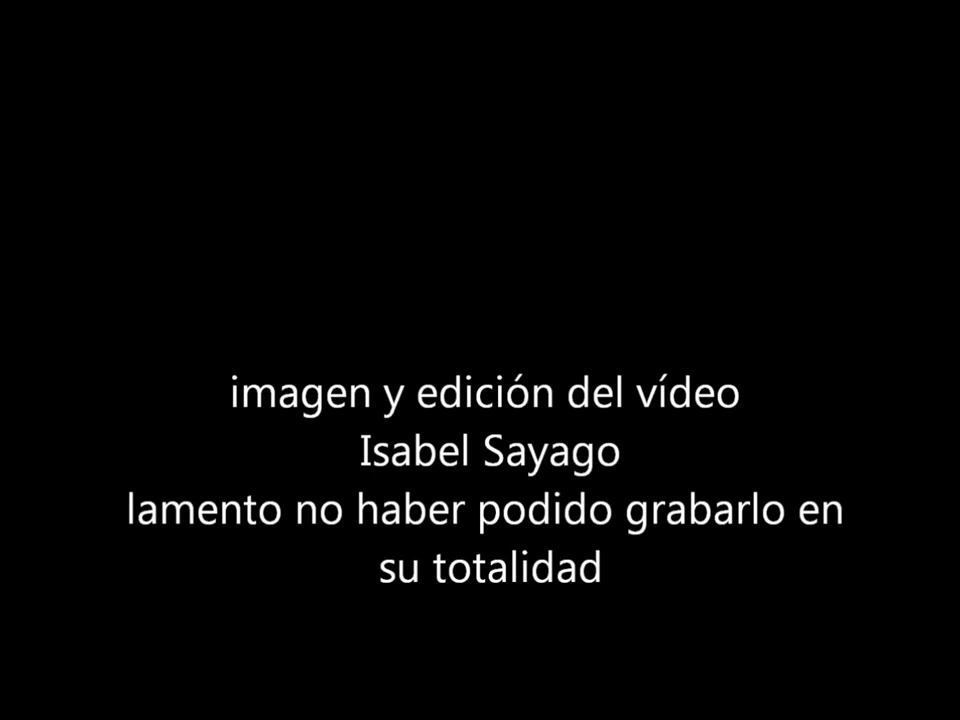 imagen y edición del vídeo
Isabel Sayago
lamento no haber podido grabarlo en
su totalidad